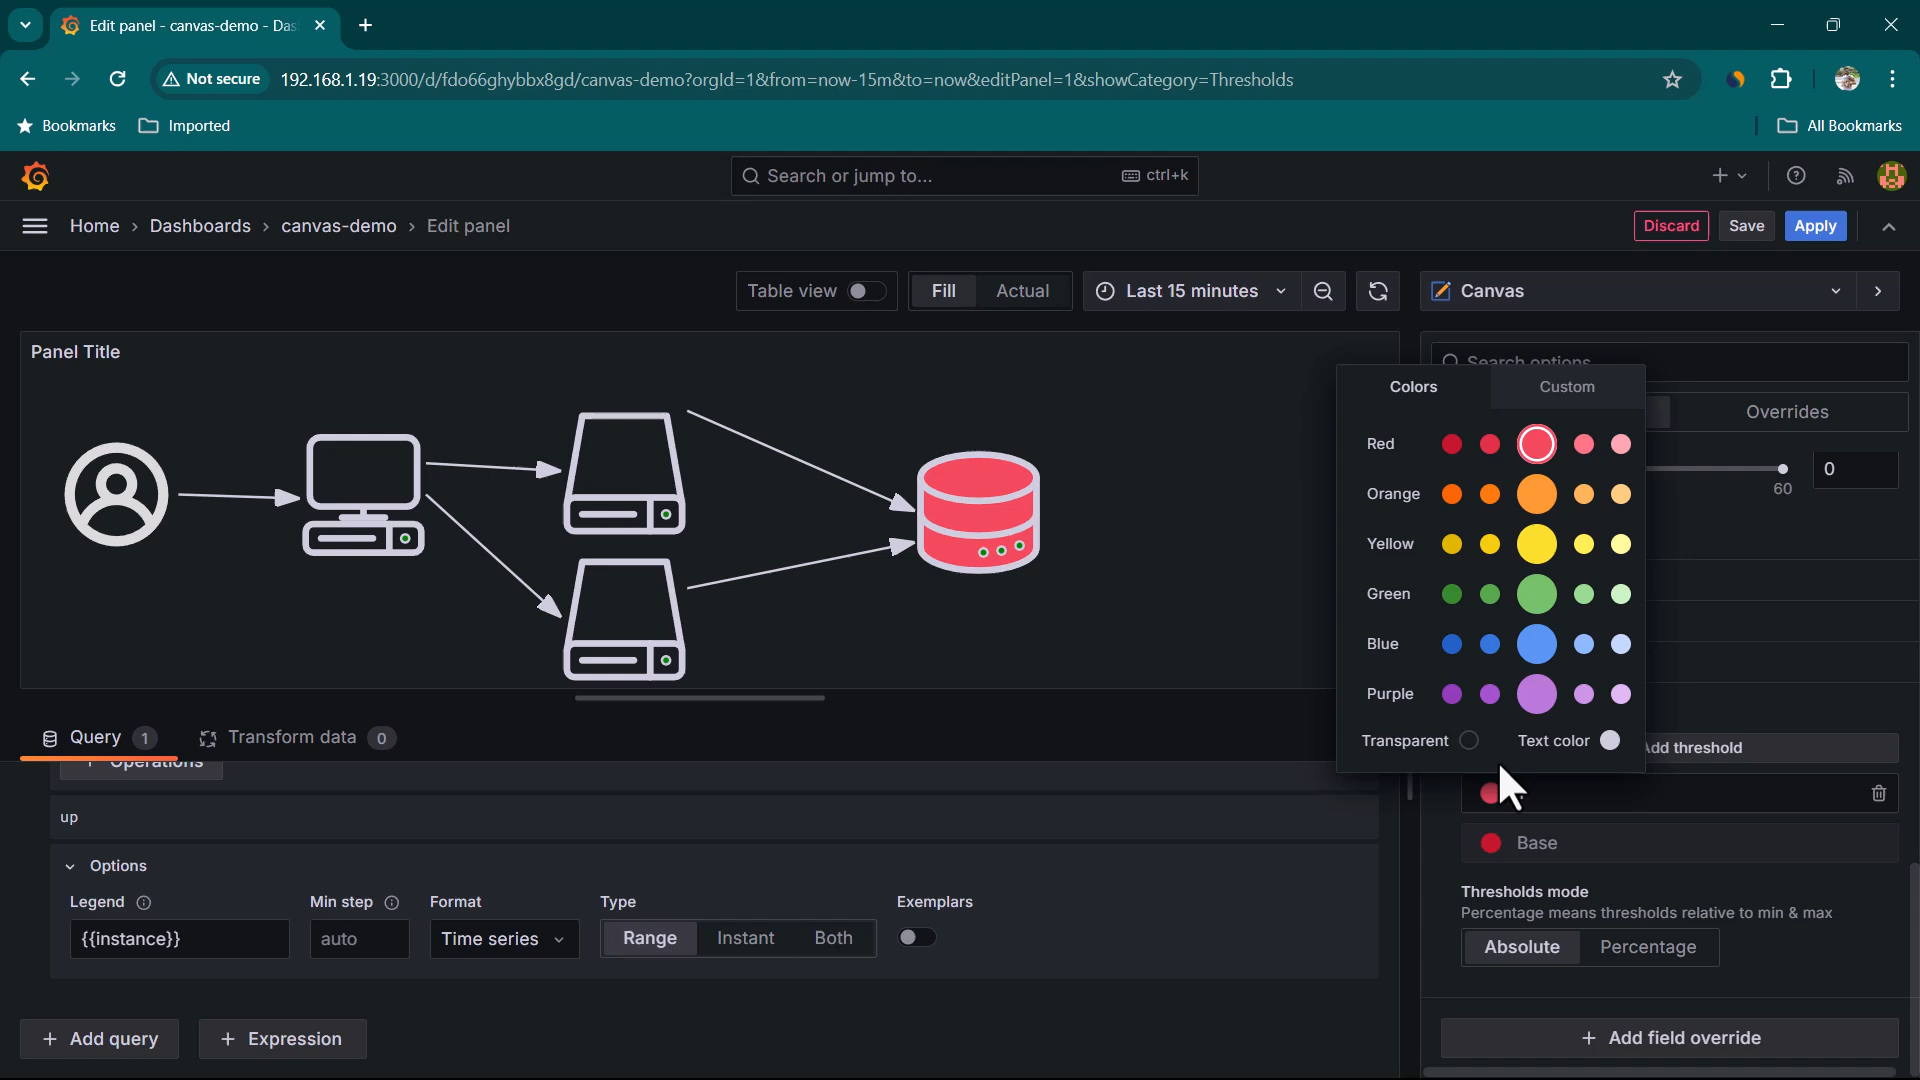 Edit panel - canvas-demo - Das
Not secure
192.168.1.19:3000/d/fdo66ghybbx8gd/canvas-demo?orgId=1&from=now-15m&to=now&editPanel=1&showCategory=Thresholds
Bookmarks
Imported
All Bookmarks
Search or jump to...
ctrl+k
Home › Dashboards › canvas-demo › Edit panel
Discard
Save
Apply
Table view
Fill
Actual
Last 15 minutes
Canvas
Panel Title
Search options
Colors
Custom
Overrides
Red
Orange
Yellow
Green
Blue
Purple
Transparent
Text color
0
60
Add threshold
Base
Thresholds mode
Percentage means thresholds relative to min & max
Absolute
Percentage
+ Add field override
Query 1
Transform data 0
+ Operations
up
Options
Legend
Min step
Format
Type
Exemplars
{{instance}}
auto
Time series
Range
Instant
Both
+ Add query
+ Expression